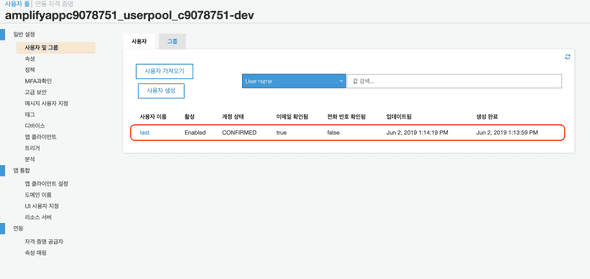 사용자 풀 | 연동 자격 증명
amplifyappc9078751_userpool_c9078751-dev
일반 설정
사용자 및 그룹
속성
정책
MFA과확인
고급 보안
메시지 사용자 지정
태그
디바이스
앱 클라이언트
트리거
분석
앱 통합
앱 클라이언트 설정
도메인 이름
UI 사용자 지정
리소스 서버
연동
자격 증명 공급자
속성 매핑
사용자 그룹
사용자 가져오기
사용자 생성
User name 값 검색...
사용자 이름 활성 계정 상태 이메일 확인됨 전화 번호 확인됨 업데이트됨 생성 완료
test Enabled CONFIRMED true false Jun 2, 2019 1:14:19 PM Jun 2, 2019 1:13:59 PM